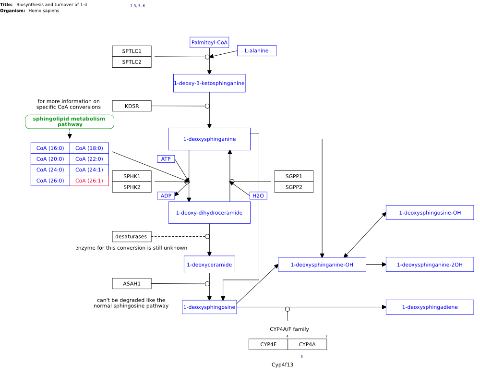 Title: Biosynthesis and turnover of 1-d
Organism: Homo sapiens
Palmitoyl-CoA
L-alanine
SPTLC1
SPTLC2
1-deoxy-3-ketosphinganine
for more information on
specific CoA conversions
KDSR
sphingolipid metabolism
pathway
1-deoxysphinganine
CoA (16:0) CoA (18:0)
CoA (20:0) CoA (22:0)
CoA (24:0) CoA (24:1)
CoA (26:0) CoA (26:1)
ATP
SPHK1
SPHK2
SGPP1
SGPP2
ADP
H2O
1-deoxy-dihydroceramide
1-deoxysphingosine-OH
desaturases
enzyme for this conversion is still unknown
1-deoxyceramide
1-deoxysphinganine-OH
1-deoxysphinganine-2OH
ASAH1
can't be degraded like the
normal sphingosine pathway
1-deoxysphingosine
1-deoxysphingadiene
CYP4A/F family
CYP4F CYP4A
Cyp4f13